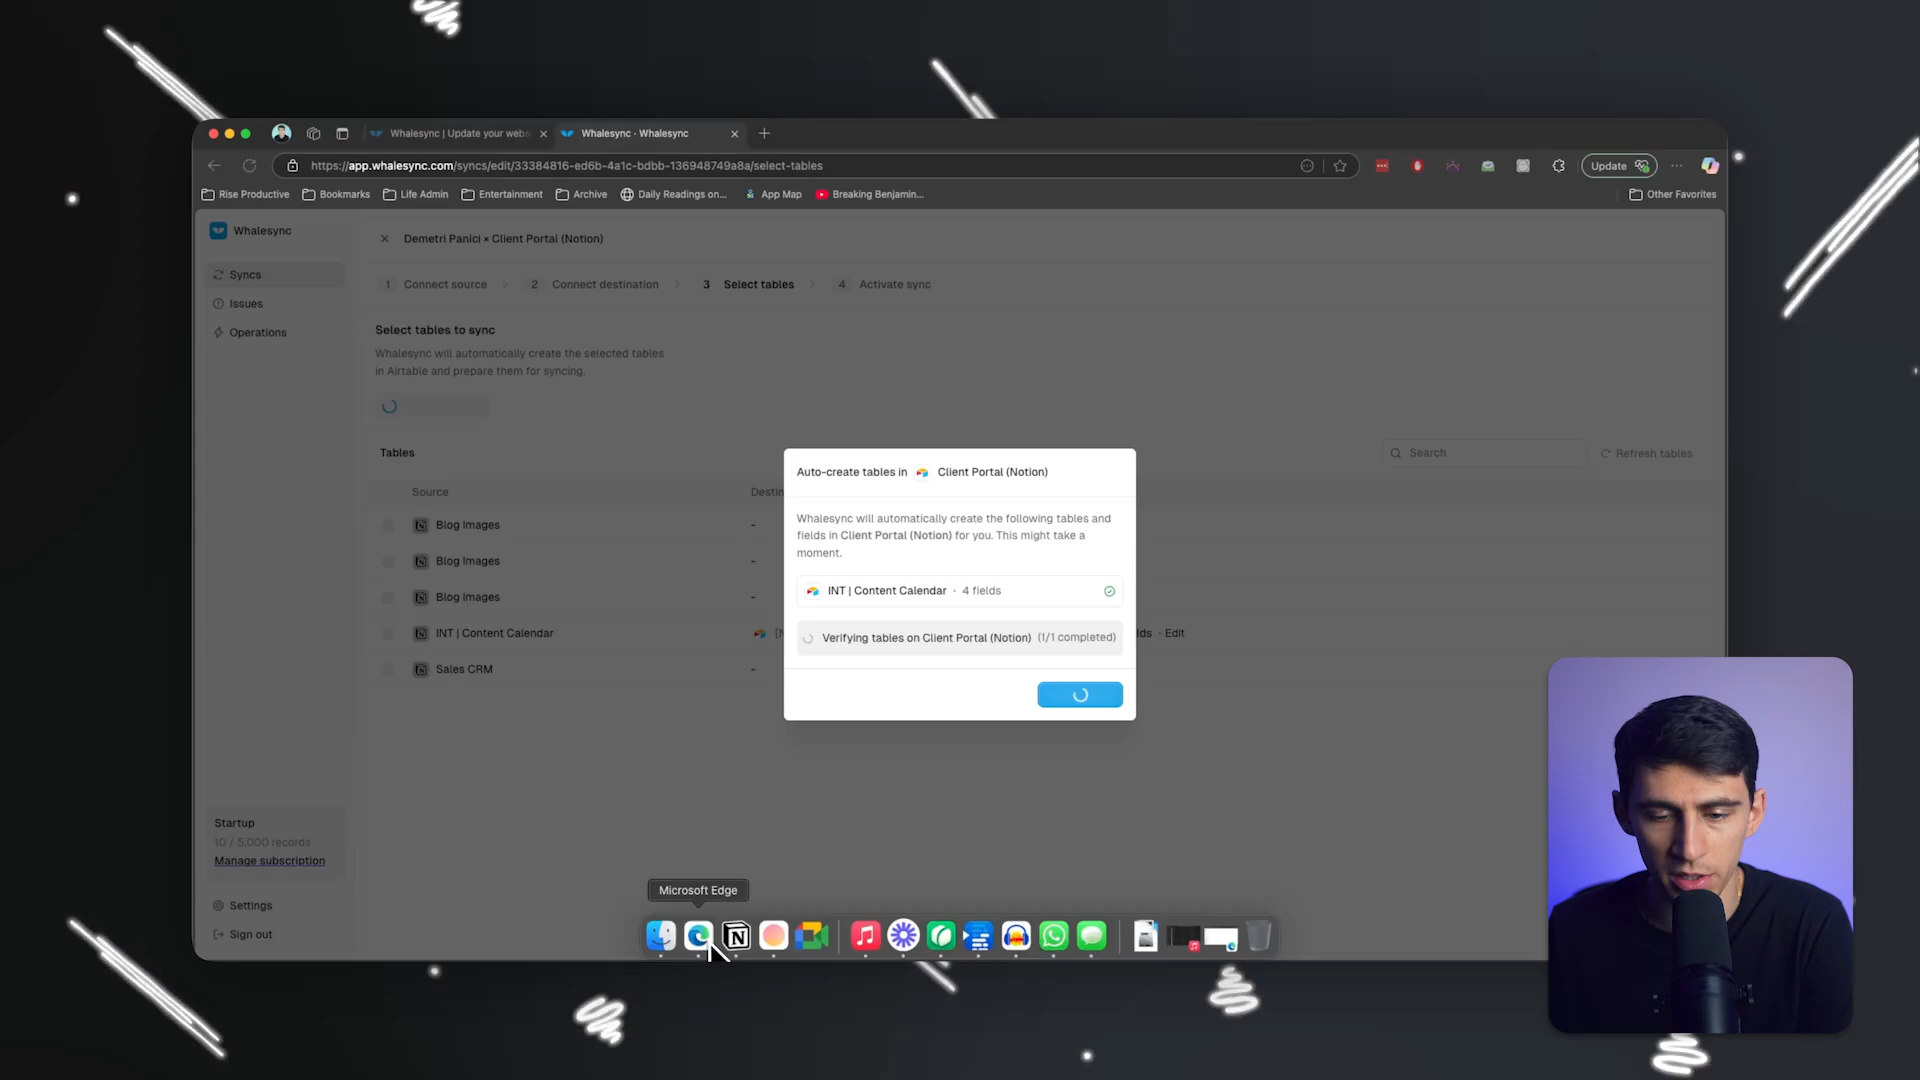 Whalesync | Update your webs
Whalesync - Whalesync
https://app.whalesync.com/syncs/edit/33384816-ed6b-4a1c-bdbb-136948749a8a/select-tables
Update
Rise Productive
Bookmarks
Life Admin
Entertainment
Archive
Daily Readings on...
App Map
Breaking Benjamin...
Other Favorites
Whalesync
Demetri Panici × Client Portal (Notion)
Syncs
Issues
Operations
1 Connect source
2 Connect destination
3 Select tables
4 Activate sync
Select tables to sync
Whalesync will automatically create the selected tables
in Airtable and prepare them for syncing.
Tables
Search
Refresh tables
Source
Destin
Blog Images -
Blog Images -
Blog Images -
INT | Content Calendar
lds · Edit
Sales CRM -
Auto-create tables in Client Portal (Notion)
Whalesync will automatically create the following tables and
fields in Client Portal (Notion) for you. This might take a
moment.
INT | Content Calendar · 4 fields
Verifying tables on Client Portal (Notion) (1/1 completed)
Startup
10 / 5,000 records
Manage subscription
Settings
Sign out
Microsoft Edge